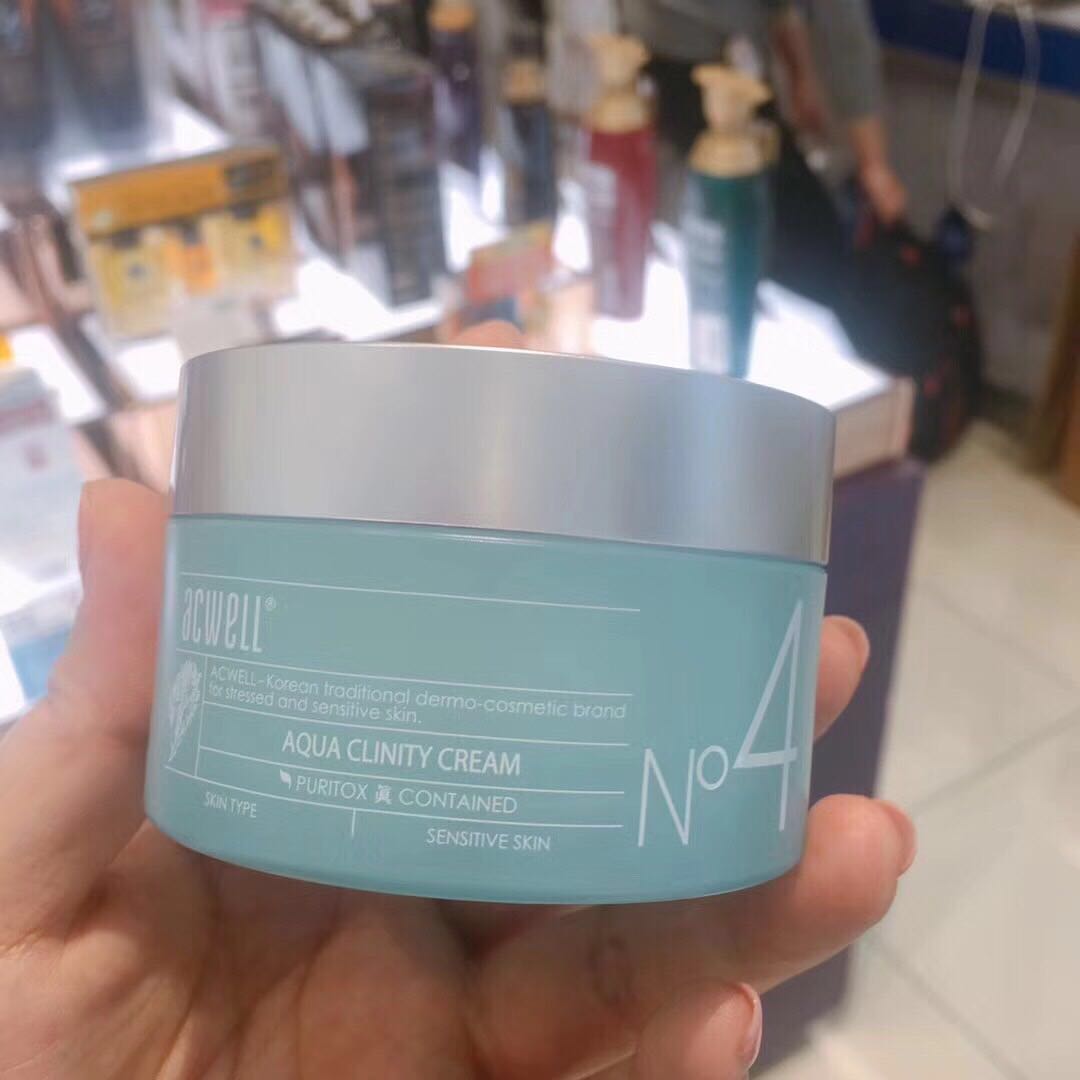 acwell®
ACWELL-Korean traditional dermo-cosmetic brand
for stressed and sensitive skin.
AQUA CLINITY CREAM
PURITOX 眞 CONTAINED
SKIN TYPE
SENSITIVE SKIN
No4